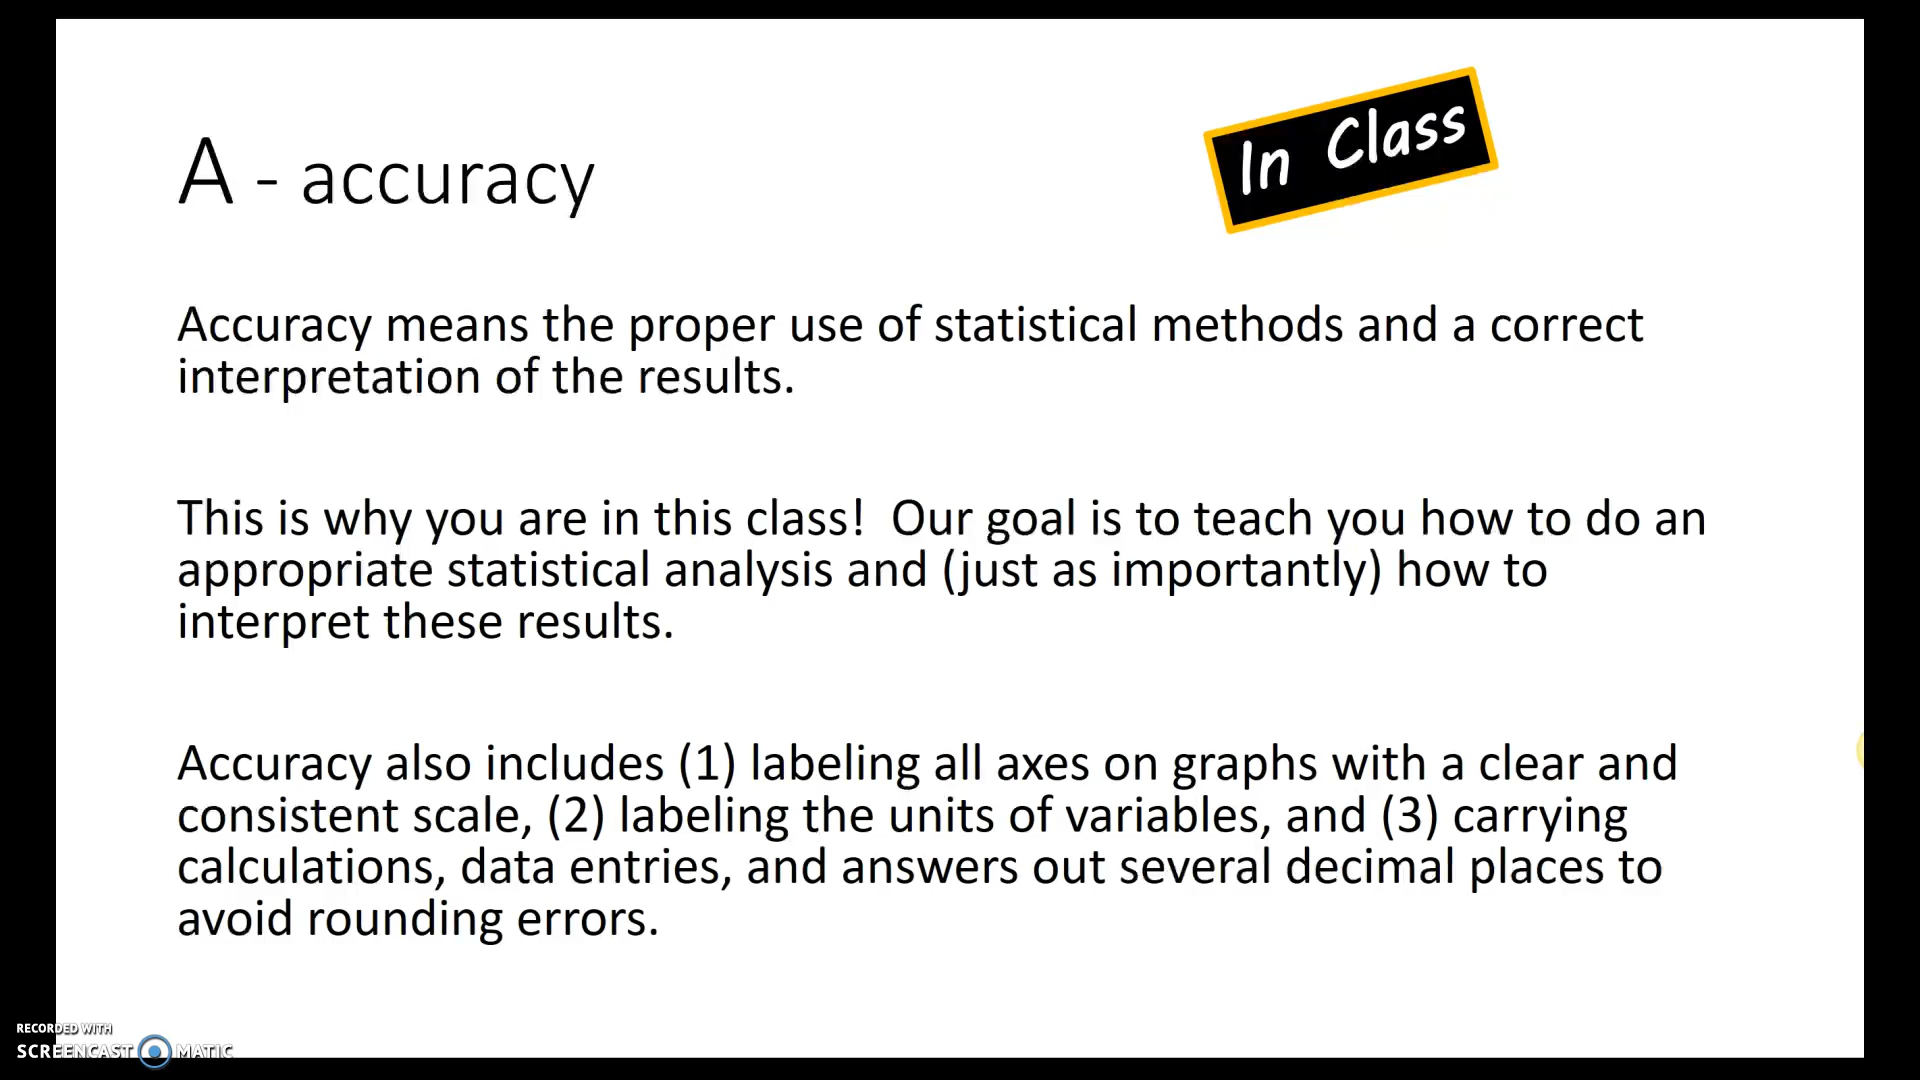 In Class
A - accuracy
Accuracy means the proper use of statistical methods and a correct
interpretation of the results.
This is why you are in this class!  Our goal is to teach you how to do an
appropriate statistical analysis and (just as importantly) how to
interpret these results.
Accuracy also includes (1) labeling all axes on graphs with a clear and
consistent scale, (2) labeling the units of variables, and (3) carrying
calculations, data entries, and answers out several decimal places to
avoid rounding errors.
RECORDED WITH
SCREENCAST MATIC